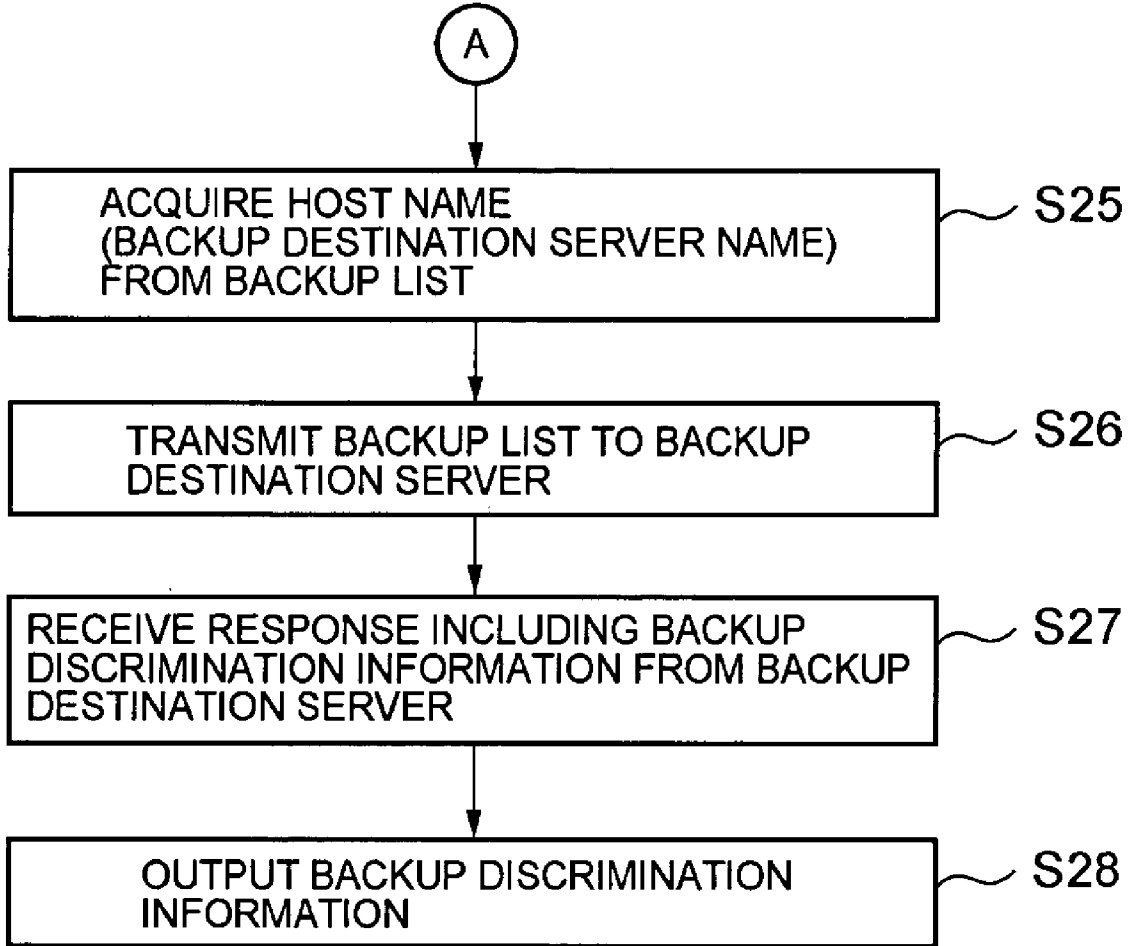 A
ACQUIRE HOST NAME
(BACKUP DESTINATION SERVER NAME)
FROM BACKUP LIST
S25
TRANSMIT BACKUP LIST TO BACKUP
DESTINATION SERVER
S26
RECEIVE RESPONSE INCLUDING BACKUP
DISCRIMINATION INFORMATION FROM BACKUP
DESTINATION SERVER
S27
OUTPUT BACKUP DISCRIMINATION
INFORMATION
S28